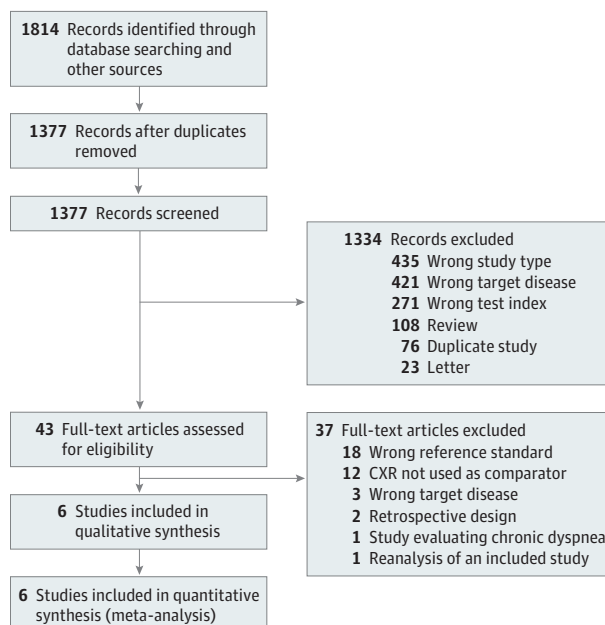 1814 Records identified through
database searching and
other sources
1377 Records after duplicates
removed
1377 Records screened
1334 Records excluded
435 Wrong study type
421 Wrong target disease
271 Wrong test index
108 Review
76 Duplicate study
23 Letter
43 Full-text articles assessed
for eligibility
37 Full-text articles excluded
18 Wrong reference standard
12 CXR not used as comparator
3 Wrong target disease
2 Retrospective design
1 Study evaluating chronic dyspnea
1 Reanalysis of an included study
6 Studies included in
qualitative synthesis
6 Studies included in quantitative
synthesis (meta-analysis)